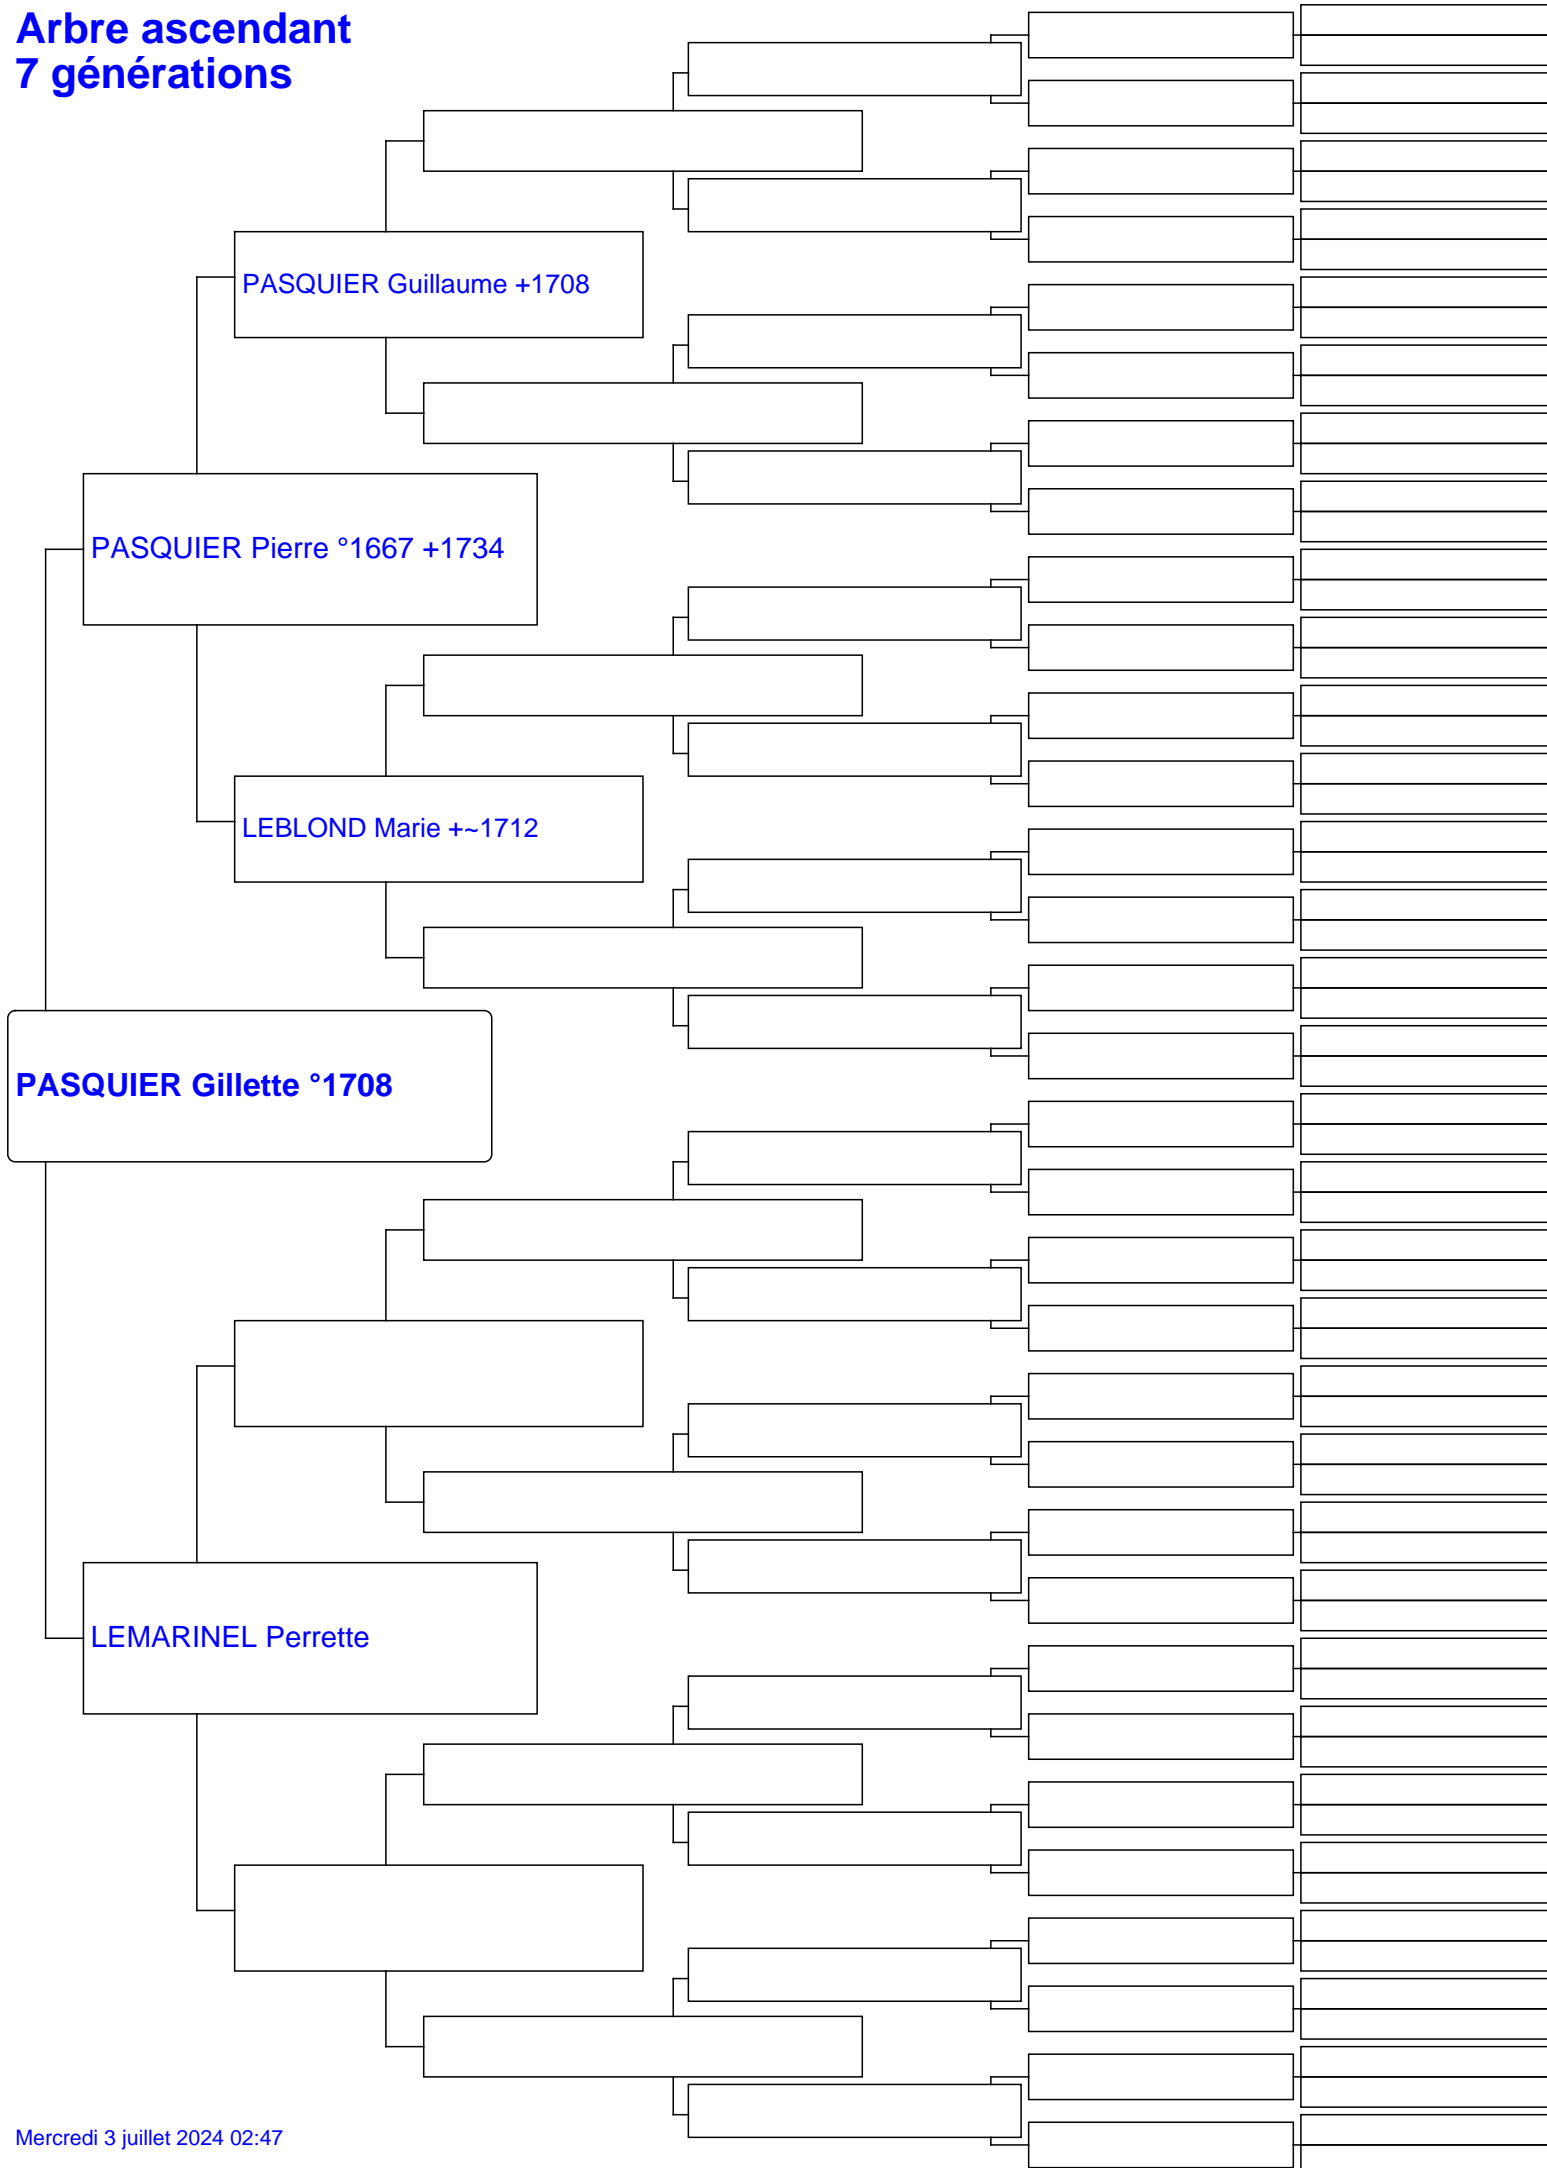 Arbre ascendant
7 générations
PASQUIER Guillaume +1708
PASQUIER Pierre °1667 +1734
LEBLOND Marie +~1712
PASQUIER Gillette °1708
LEMARINEL Perrette
Mercredi 3 juillet 2024 02:47